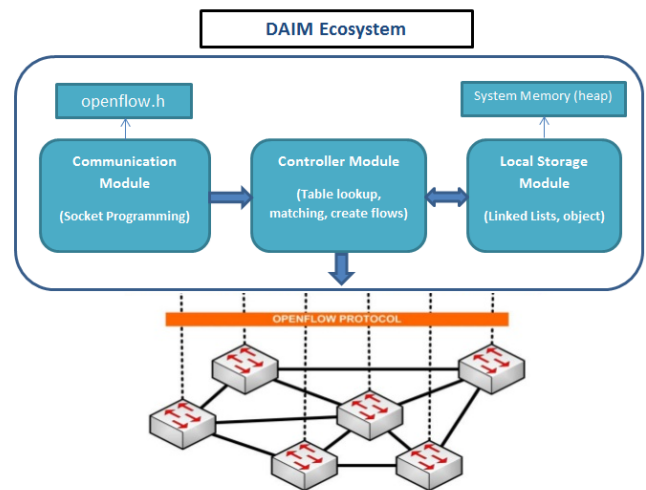 DAIM Ecosystem
openflow.h
System Memory (heap)
Communication
Module
(Socket Programming)
Controller Module
(Table lookup,
matching, create flows)
Local Storage
Module
(Linked Lists, object)
OPENFLOW PROTOCOL